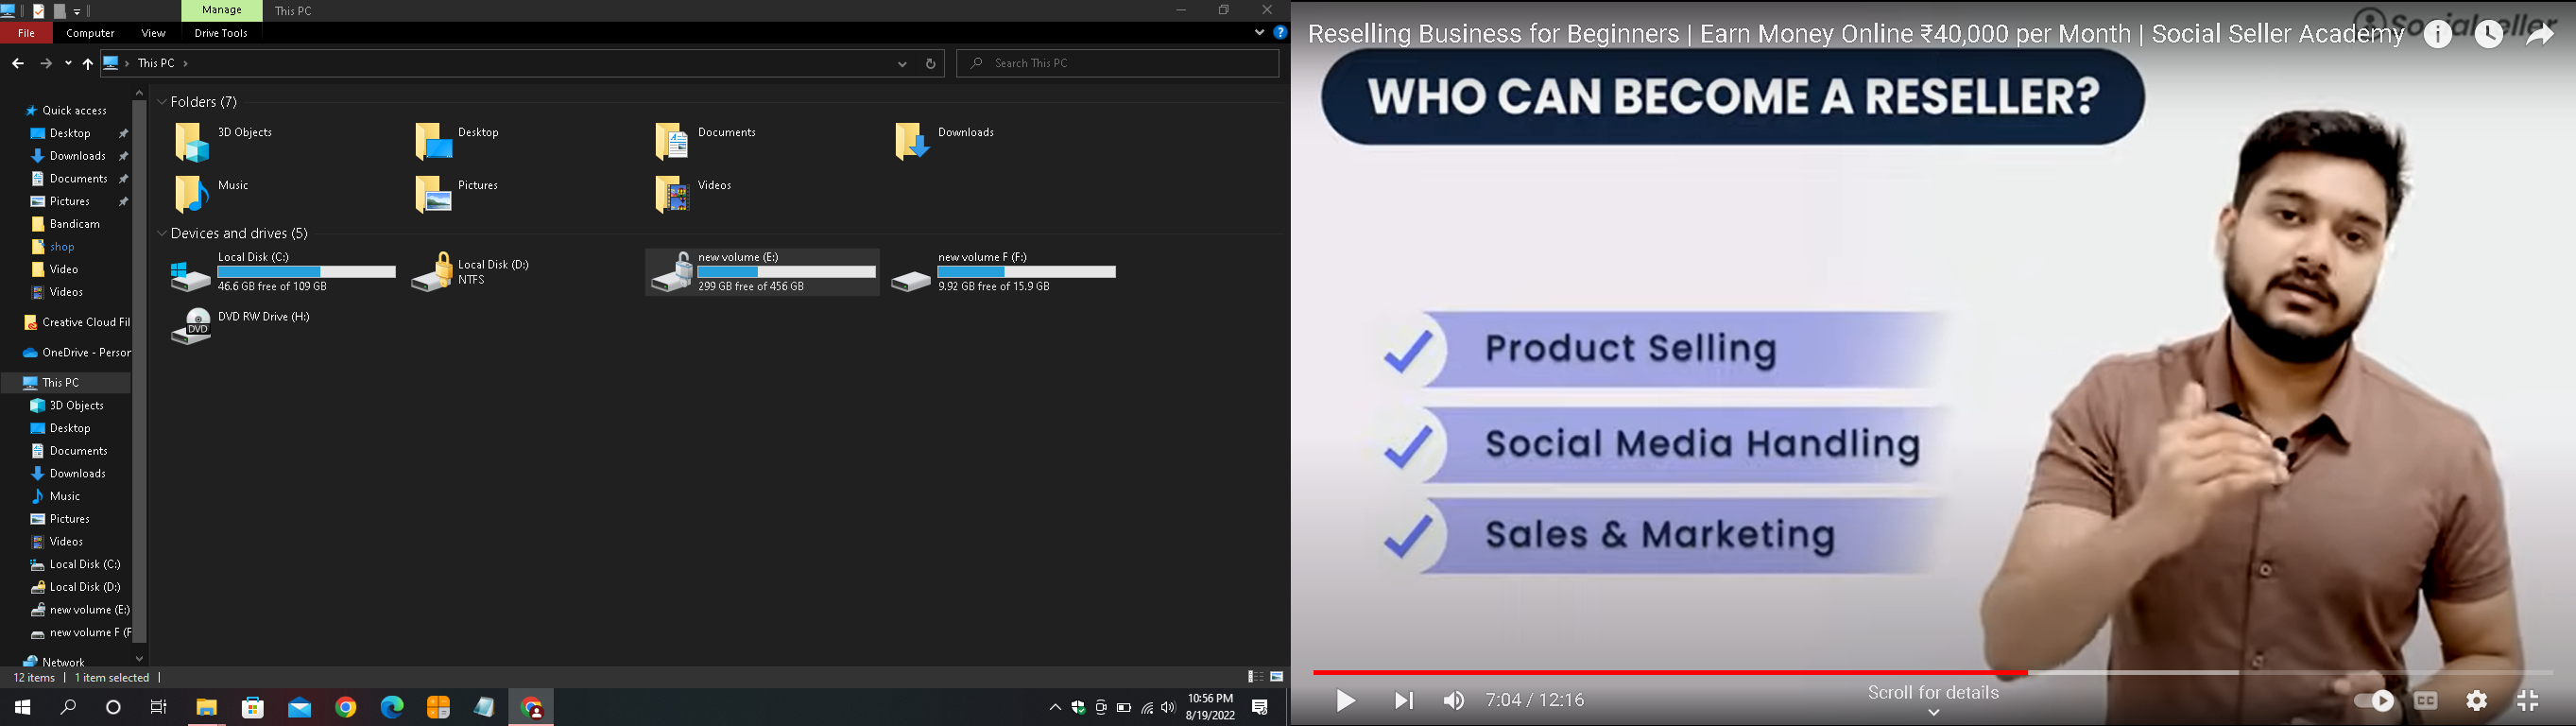 Manage
This PC
File
Computer
View
Drive Tools
This PC
Search This PC
Quick access
Desktop
Downloads
Documents
Pictures
Bandicam
shop
Video
Videos
Creative Cloud Fil
OneDrive - Person
This PC
3D Objects
Desktop
Documents
Downloads
Music
Pictures
Videos
Local Disk (C:)
Local Disk (D:)
new volume (E:)
new volume F (F
Network
Folders (7)
3D Objects
Desktop
Documents
Downloads
Music
Pictures
Videos
Devices and drives (5)
Local Disk (C:)
46.6 GB free of 109 GB
Local Disk (D:)
NTFS
new volume (E:)
299 GB free of 456 GB
new volume F (F:)
9.92 GB free of 15.9 GB
DVD
DVD RW Drive (H:)
12 items
1 item selected
10:56 PM
8/19/2022
Socialseller
Reselling Business for Beginners | Earn Money Online ₹40,000 per Month | Social Seller Academy
WHO CAN BECOME A RESELLER?
Product Selling
Social Media Handling
Sales & Marketing
7:04 / 12:16
Scroll for details
CC